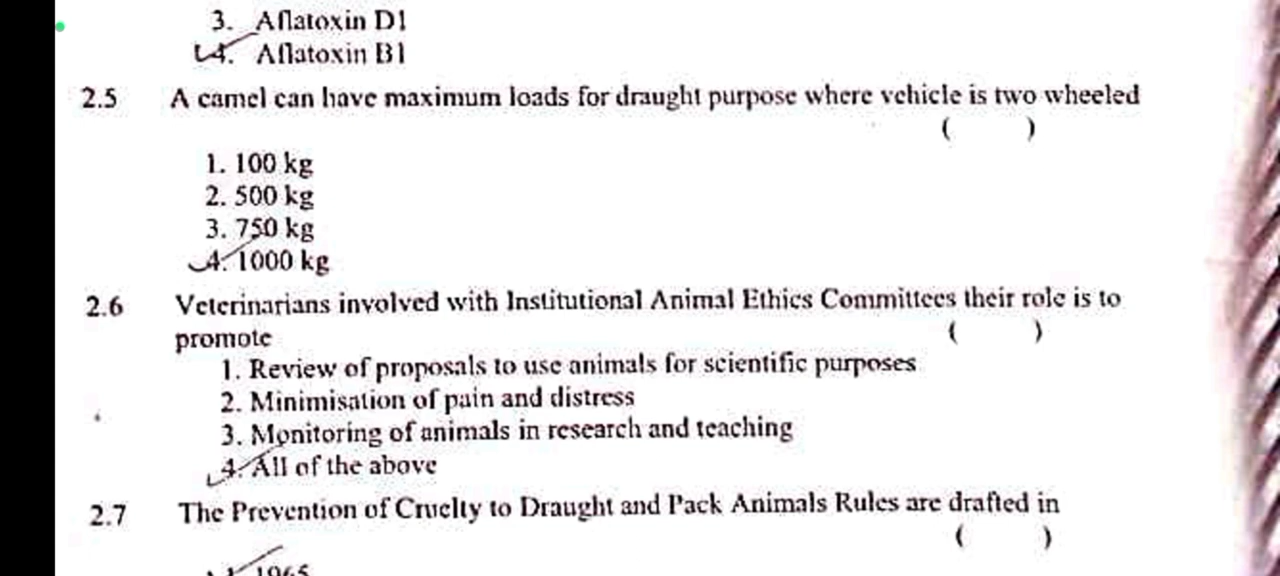 3. Aflatoxin D1
4. Aflatoxin B1
2.5 A camel can have maximum loads for draught purpose where vehicle is two wheeled
( )
1. 100 kg
2. 500 kg
3. 750 kg
4. 1000 kg
2.6 Veterinarians involved with Institutional Animal Ethics Committees their role is to
promote ( )
1. Review of proposals to use animals for scientific purposes
2. Minimisation of pain and distress
3. Monitoring of animals in research and teaching
4. All of the above
2.7 The Prevention of Cruelty to Draught and Pack Animals Rules are drafted in
( )
1. 1965